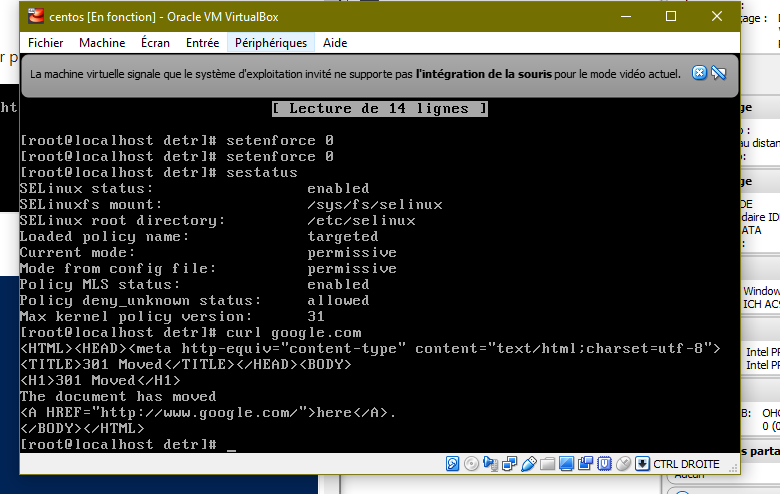 centos [En fonction] - Oracle VM VirtualBox
Fichier Machine Écran Entrée Périphériques Aide
La machine virtuelle signale que le système d'exploitation invité ne supporte pas l'intégration de la souris pour le mode vidéo actuel.
[ Lecture de 14 lignes ]
[root@localhost detr]# setenforce 0
[root@localhost detr]# setenforce 0
[root@localhost detr]# sestatus
SELinux status: enabled
SELinuxfs mount: /sys/fs/selinux
SELinux root directory: /etc/selinux
Loaded policy name: targeted
Current mode: permissive
Mode from config file: permissive
Policy MLS status: enabled
Policy deny_unknown status: allowed
Max kernel policy version: 31
[root@localhost detr]# curl google.com
<HTML><HEAD><meta http-equiv="content-type" content="text/html;charset=utf-8">
<TITLE>301 Moved</TITLE></HEAD><BODY>
<H1>301 Moved</H1>
The document has moved
<A HREF="http://www.google.com/">here</A>.
</BODY></HTML>
[root@localhost detr]# _
CTRL DROITE
tage :
age
au distan
age
IDE
daire ID
ATA
Window
ICH AC9
Intel PR
Intel PR
B: OHC
0 (0
s parta
Aucun